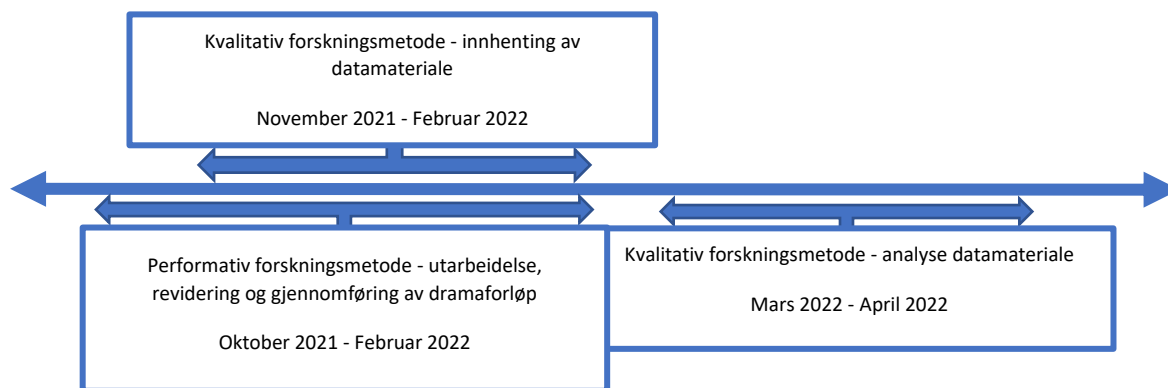 Kvalitativ forskningsmetode - innhenting av
datamateriale
November 2021 - Februar 2022
Performativ forskningsmetode - utarbeidelse,
revidering og gjennomføring av dramaforløp
Oktober 2021 - Februar 2022
Kvalitativ forskningsmetode - analyse datamateriale
Mars 2022 - April 2022